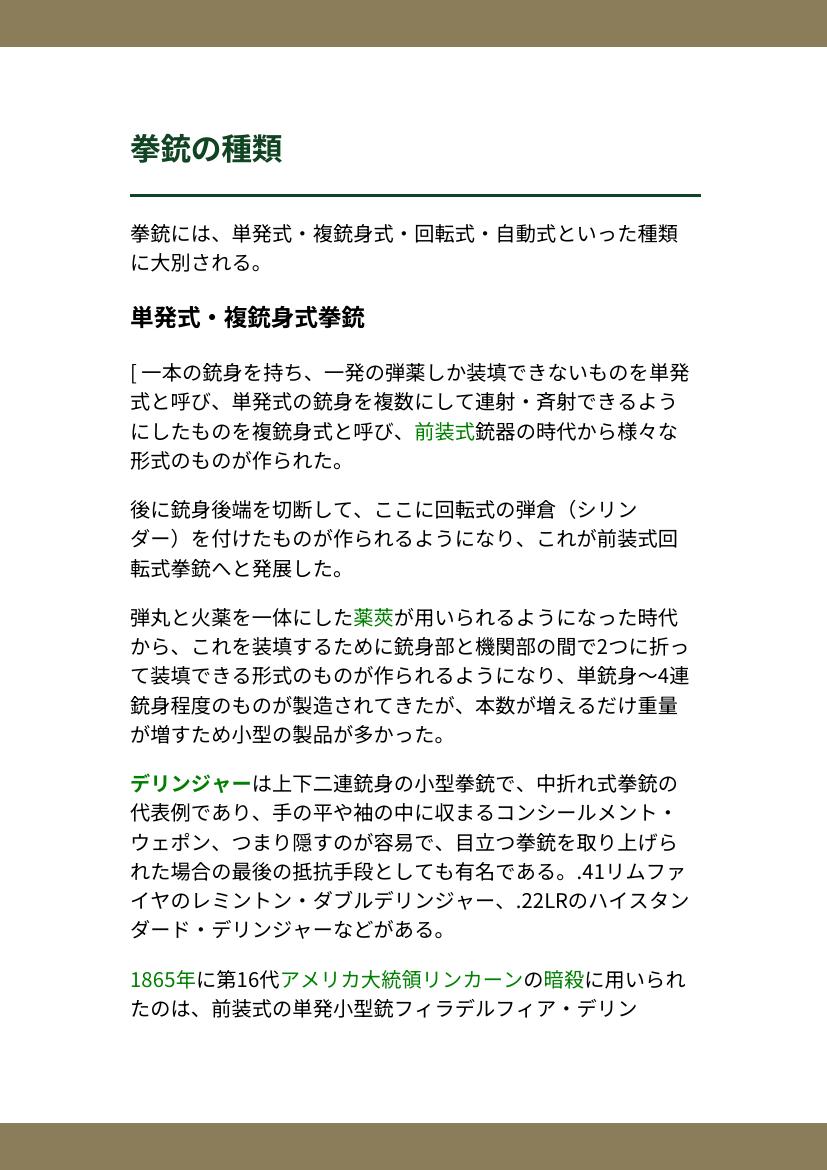 拳銃の種類
拳銃には、単発式・複銃身式・回転式・自動式といった種類
に大別される。
単発式・複銃身式拳銃
[ 一本の銃身を持ち、一発の弾薬しか装填できないものを単発
式と呼び、単発式の銃身を複数にして連射・斉射できるよう
にしたものを複銃身式と呼び、前装式銃器の時代から様々な
形式のものが作られた。
後に銃身後端を切断して、ここに回転式の弾倉（シリン
ダー）を付けたものが作られるようになり、これが前装式回
転式拳銃へと発展した。
弾丸と火薬を一体にした薬莢が用いられるようになった時代
から、これを装填するために銃身部と機関部の間で2つに折っ
て装填できる形式のものが作られるようになり、単銃身〜4連
銃身程度のものが製造されてきたが、本数が増えるだけ重量
が増すため小型の製品が多かった。
デリンジャーは上下二連銃身の小型拳銃で、中折れ式拳銃の
代表例であり、手の平や袖の中に収まるコンシールメント・
ウェポン、つまり隠すのが容易で、目立つ拳銃を取り上げら
れた場合の最後の抵抗手段としても有名である。.41リムファ
イヤのレミントン・ダブルデリンジャー、.22LRのハイスタン
ダード・デリンジャーなどがある。
1865年に第16代アメリカ大統領リンカーンの暗殺に用いられ
たのは、前装式の単発小型銃フィラデルフィア・デリン